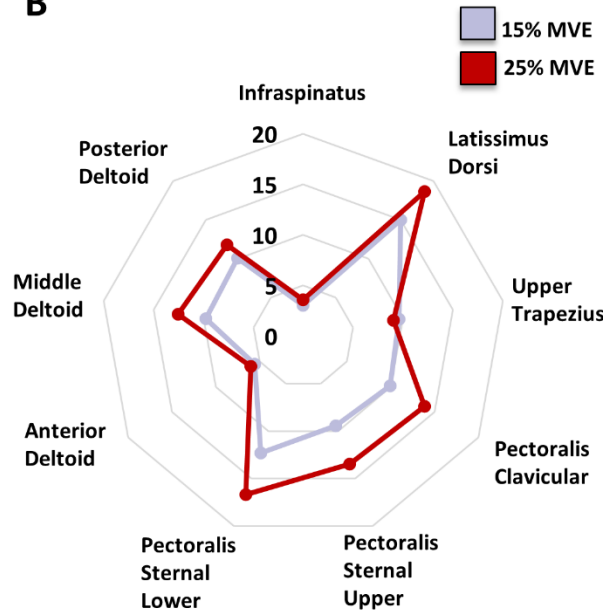 B
15% MVE
25% MVE
Infraspinatus
Latissimus
Dorsi
Upper
Trapezius
Pectoralis
Clavicular
Pectoralis
Sternal
Upper
Pectoralis
Sternal
Lower
Anterior
Deltoid
Middle
Deltoid
Posterior
Deltoid
20
15
10
5
0